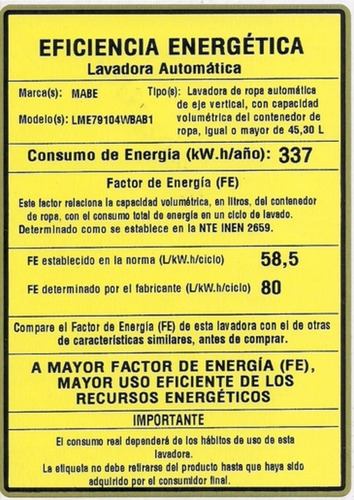 EFICIENCIA ENERGÉTICA
Lavadora Automática
Marca(s): MABE
Modelo(s): LME79104WBAB1
Tipo(s): Lavadora de ropa automática
de eje vertical, con capacidad
volumétrica del contenedor de
ropa, igual o mayor de 45,30 L
Consumo de Energía (kW.h/año): 337
Factor de Energía (FE)
Este factor relaciona la capacidad volumétrica, en litros, del contenedor
de ropa, con el consumo total de energía en un ciclo de lavado.
Determinado como se establece en la NTE INEN 2659.
FE establecido en la norma (L/kW.h/ciclo) 58,5
FE determinado por el fabricante (L/kW.h/ciclo) 80
Compare el Factor de Energía (FE) de esta lavadora con el de otras
de características similares, antes de comprar.
A MAYOR FACTOR DE ENERGÍA (FE),
MAYOR USO EFICIENTE DE LOS
RECURSOS ENERGÉTICOS
IMPORTANTE
El consumo real dependerá de los hábitos de uso de esta
lavadora.
La etiqueta no debe retirarse del producto hasta que haya sido
adquirido por el consumidor final.